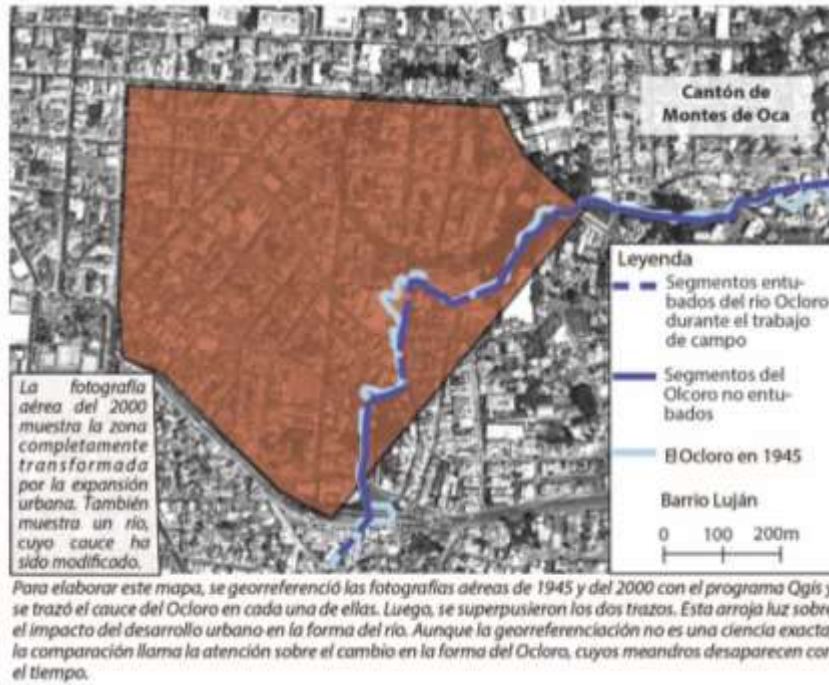 Cantón de
Montes de Oca
Leyenda
Segmentos entu-
bados del río Ocloro
durante el trabajo
de campo
Segmentos del
Olcoro no entu-
bados
El Ocloro en 1945
Barrio Luján
0 100 200m
La fotografía
aérea del 2000
muestra la zona
completamente
transformada
por la expansión
urbana. También
muestra un río,
cuyo cauce ha
sido modificado.
Para elaborar este mapa, se georreferenció las fotografías aéreas de 1945 y del 2000 con el programa Qgis y
se trazó el cauce del Ocloro en cada una de ellas. Luego, se superpusieron los dos trazos. Esta arroja luz sobre
el impacto del desarrollo urbano en la forma del río. Aunque la georreferenciación no es una ciencia exacta,
la comparación llama la atención sobre el cambio en la forma del Ocloro, cuyos meandros desaparecen con
el tiempo.